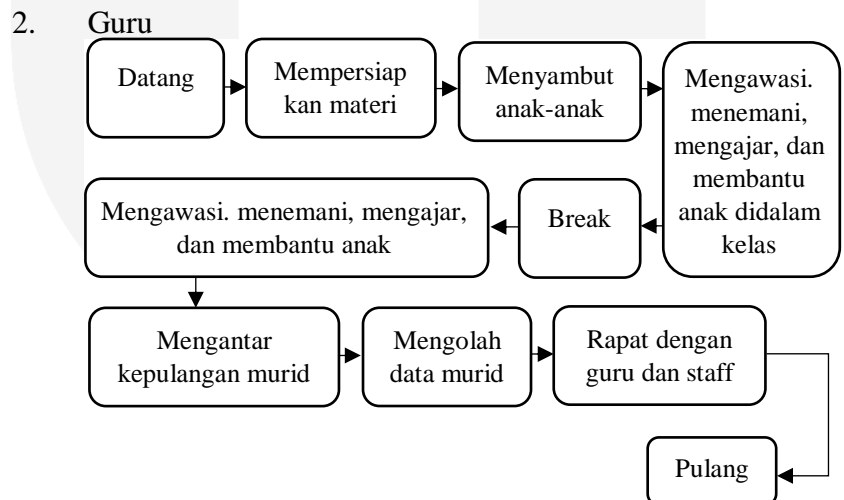 2. Guru
Datang
Mempersiap
kan materi
Menyambut
anak-anak
Mengawasi.
menemani,
mengajar, dan
membantu
anak didalam
kelas
Break
Mengawasi. menemani, mengajar,
dan membantu anak
Mengantar
kepulangan murid
Mengolah
data murid
Rapat dengan
guru dan staff
Pulang